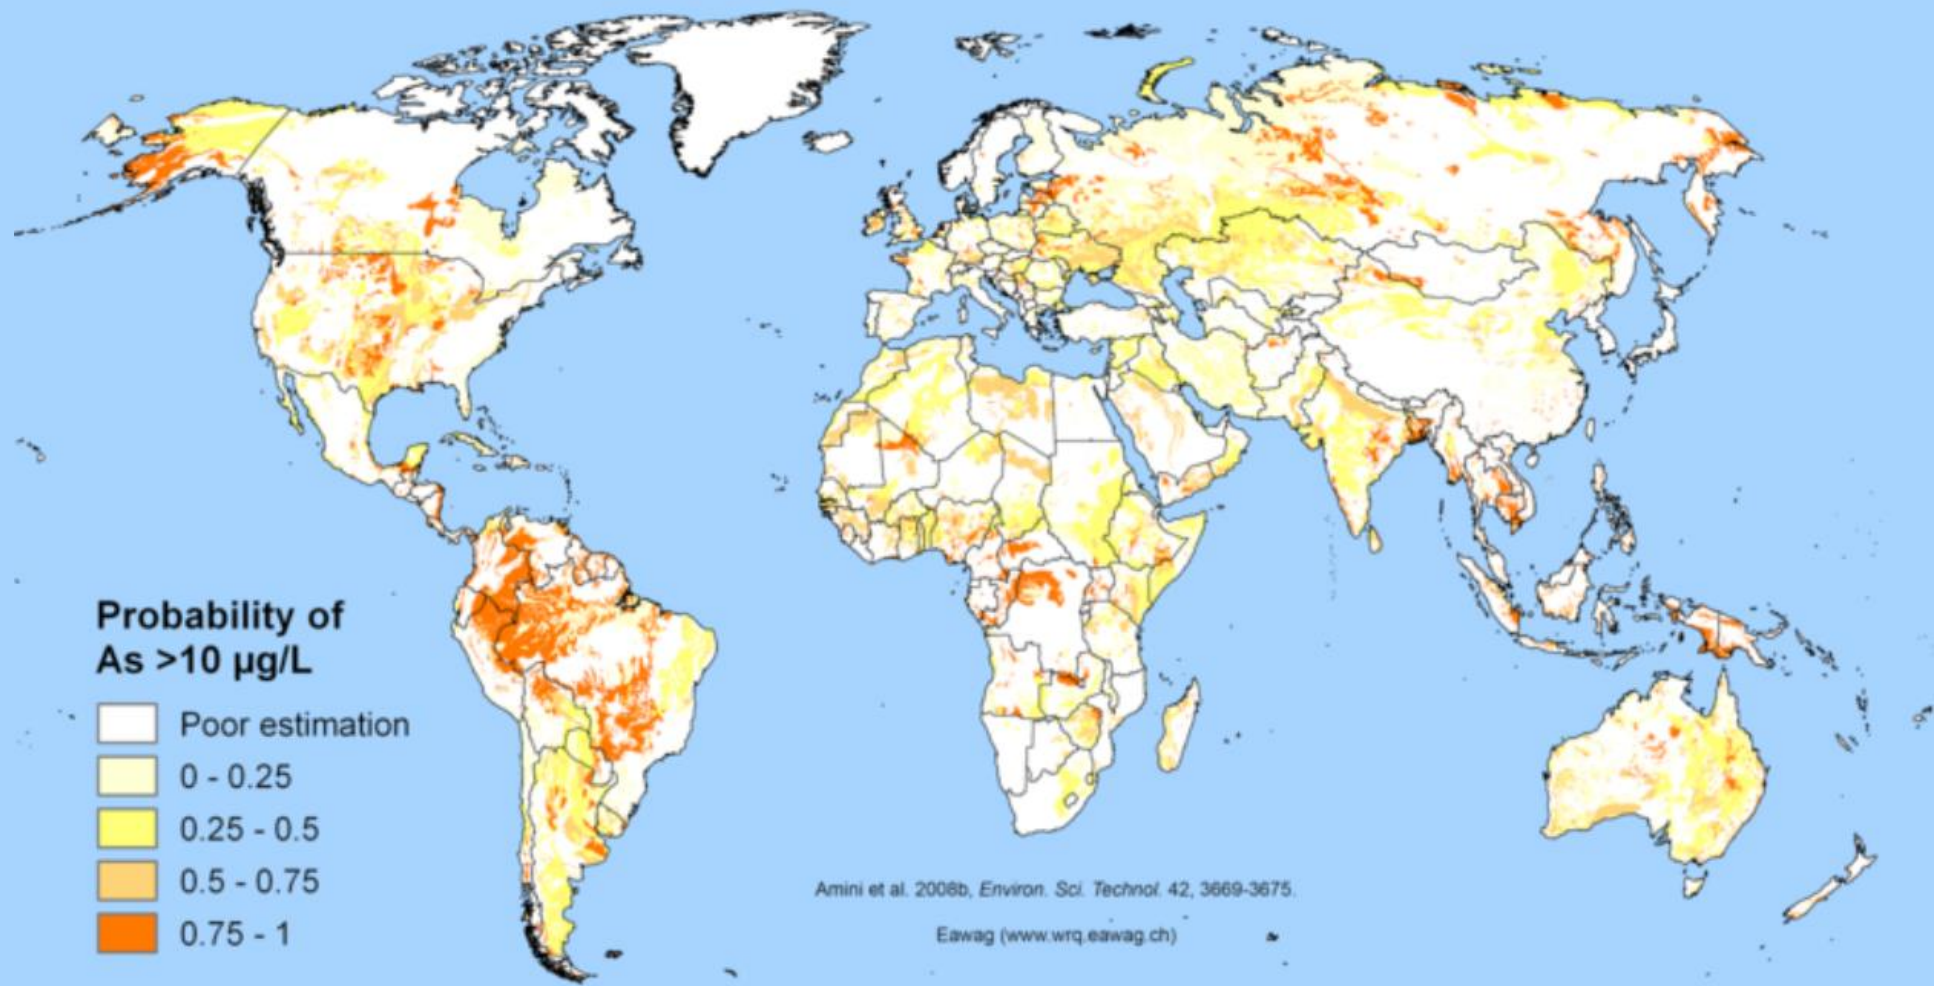 Probability of
As >10 µg/L
Poor estimation
0 - 0.25
0.25 - 0.5
0.5 - 0.75
0.75 - 1
Amini et al. 2008b, Environ. Sci. Technol. 42, 3669-3675.
Eawag (www.wrq.eawag.ch)